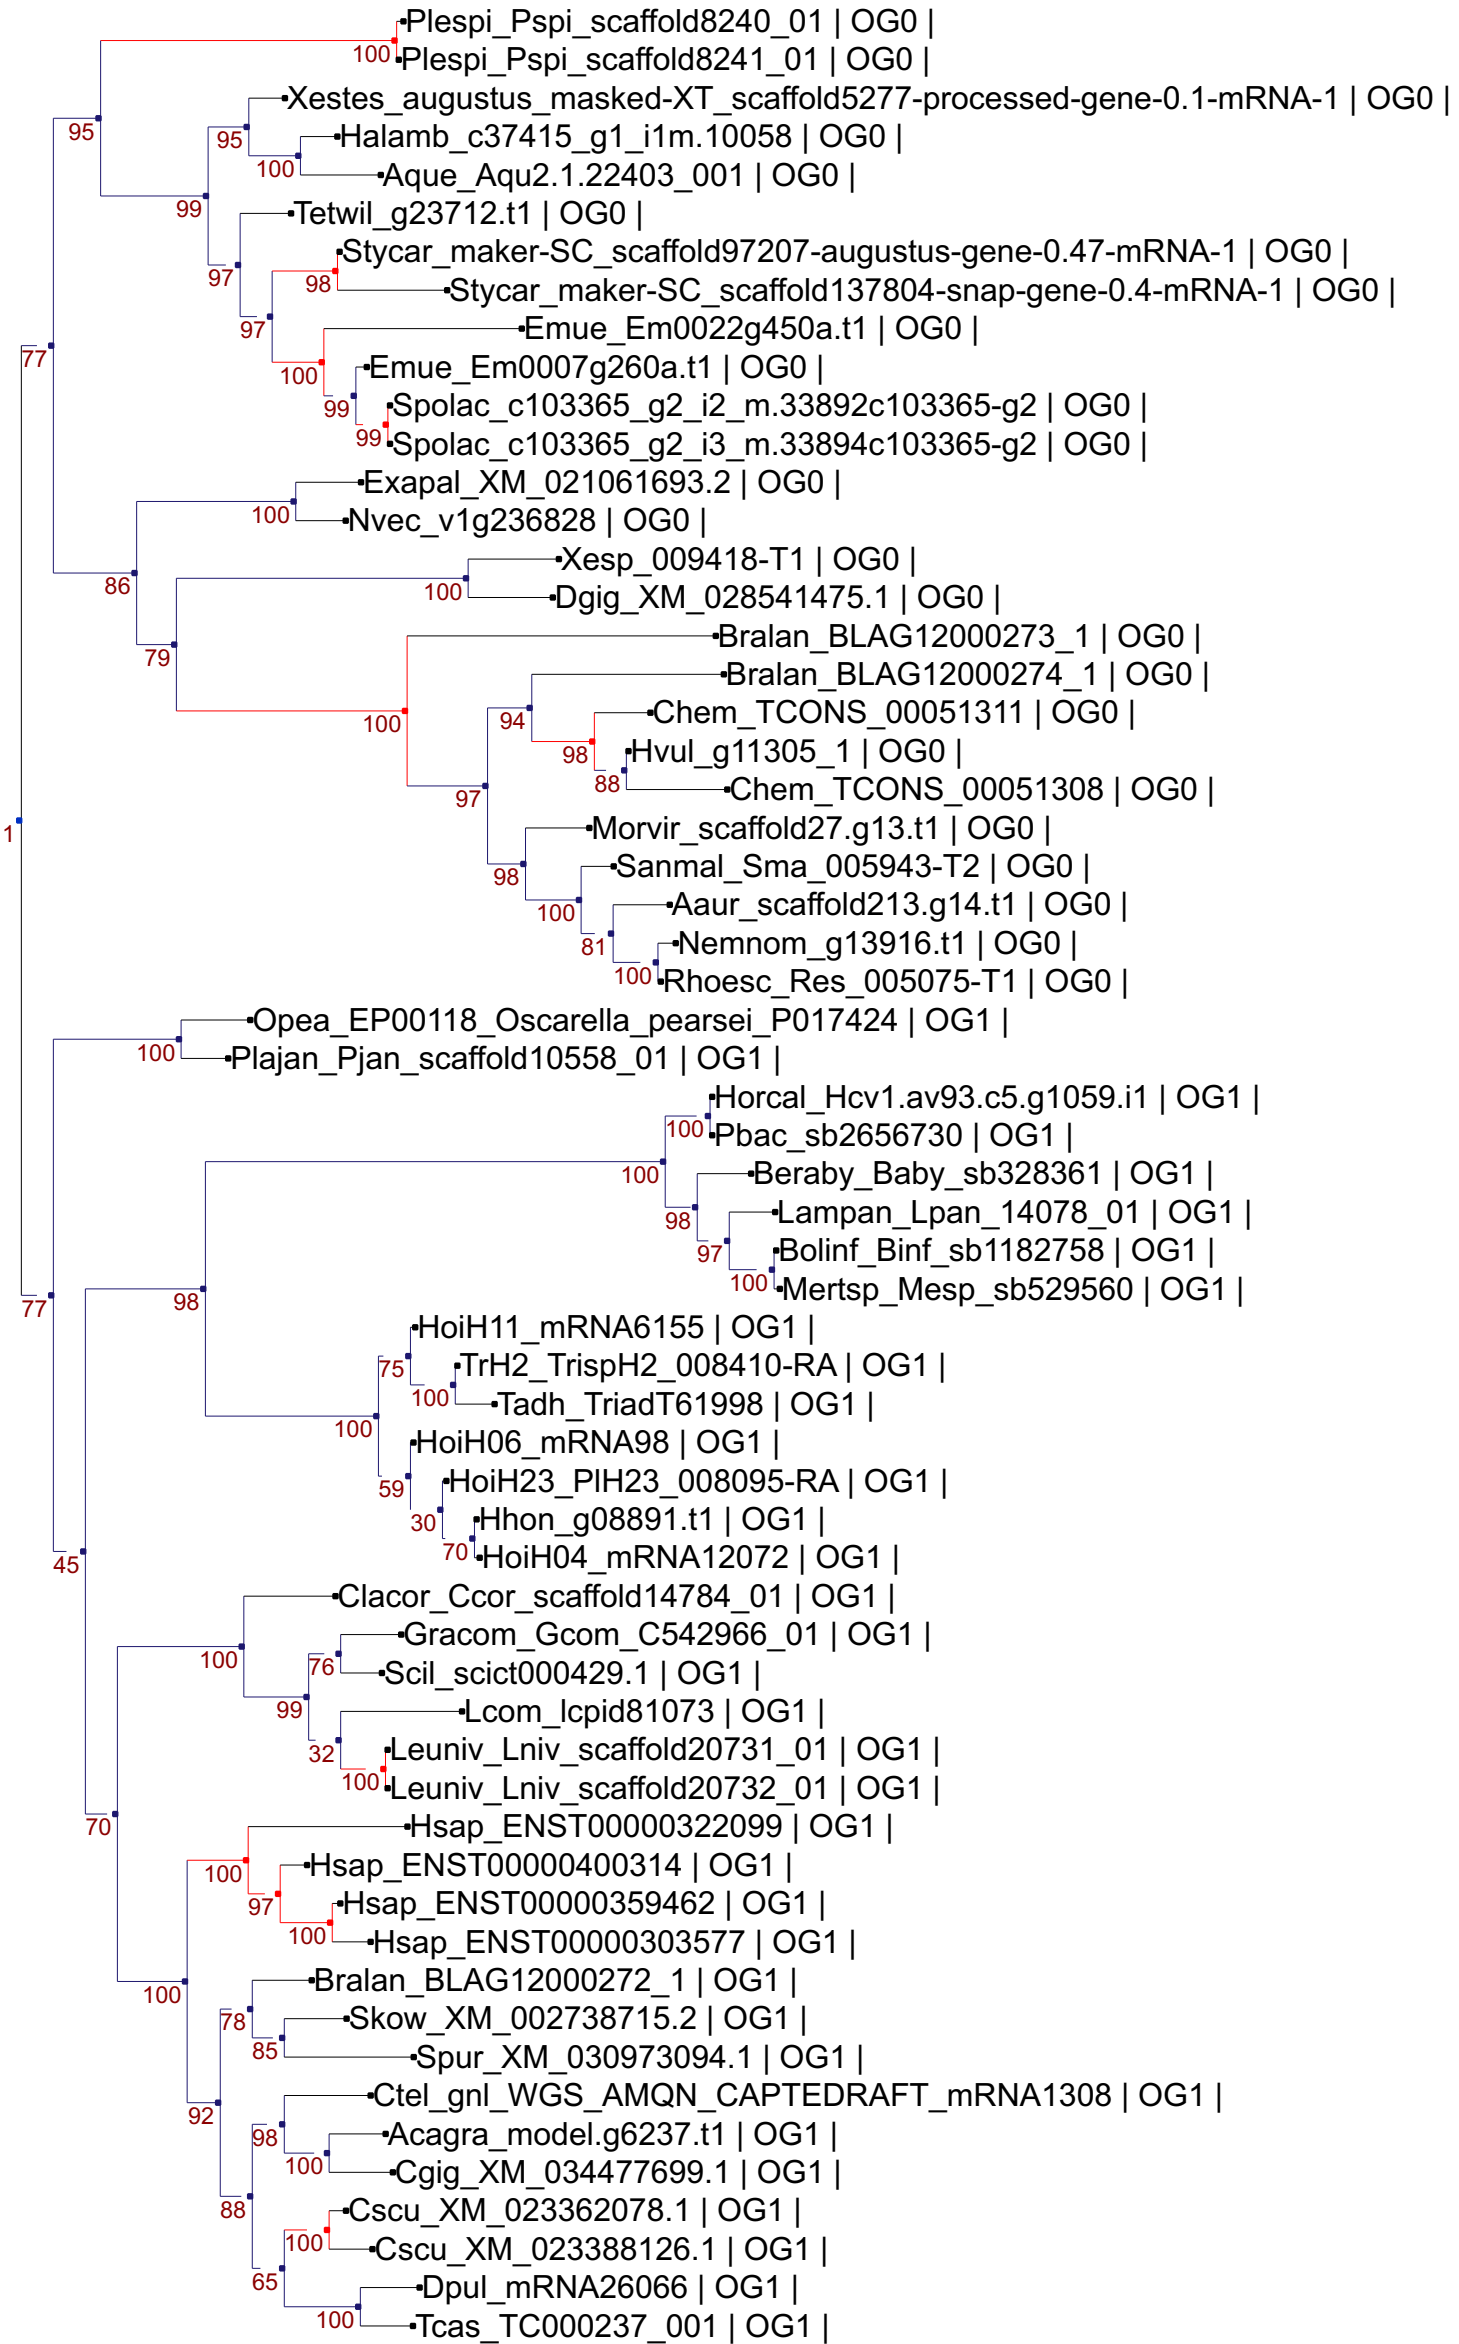 Plespi_Pspi_scaffold8240_01 | OG0 |
100
Plespi_Pspi_scaffold8241_01 | OG0 |
Xestes_augustus_masked-XT_scaffold5277-processed-gene-0.1-mRNA-1 | OG0 |
95
95
Halamb_c37415_g1_i1m.10058 | OG0 |
100
Aque_Aqu2.1.22403_001 | OG0 |
99
Tetwil_g23712.t1 | OG0 |
Stycar_maker-SC_scaffold97207-augustus-gene-0.47-mRNA-1 | OG0 |
97
98
Stycar_maker-SC_scaffold137804-snap-gene-0.4-mRNA-1 | OG0 |
97
Emue_Em0022g450a.t1 | OG0 |
77
100
Emue_Em0007g260a.t1 | OG0 |
99
Spolac_c103365_g2_i2_m.33892c103365-g2 | OG0 |
99
Spolac_c103365_g2_i3_m.33894c103365-g2 | OG0 |
Exapal_XM_021061693.2 | OG0 |
100
Nvec_v1g236828 | OG0 |
Xesp_009418-T1 | OG0 |
86
100
Dgig_XM_028541475.1 | OG0 |
Bralan_BLAG12000273_1 | OG0 |
79
Bralan_BLAG12000274_1 | OG0 |
100
94
Chem_TCONS_00051311 | OG0 |
98
Hvul_g11305_1 | OG0 |
88
Chem_TCONS_00051308 | OG0 |
97
Morvir_scaffold27.g13.t1 | OG0 |
1
Sanmal_Sma_005943-T2 | OG0 |
98
Aaur_scaffold213.g14.t1 | OG0 |
100
Nemnom_g13916.t1 | OG0 |
81
100
Rhoesc_Res_005075-T1 | OG0 |
Opea_EP00118_Oscarella_pearsei_P017424 | OG1 |
100
Plajan_Pjan_scaffold10558_01 | OG1 |
Horcal_Hcv1.av93.c5.g1059.i1 | OG1 |
100
Pbac_sb2656730 | OG1 |
100
Beraby_Baby_sb328361 | OG1 |
98
Lampan_Lpan_14078_01 | OG1 |
97
Bolinf_Binf_sb1182758 | OG1 |
100
Mertsp_Mesp_sb529560 | OG1 |
98
77
HoiH11_mRNA6155 | OG1 |
75
TrH2_TrispH2_008410-RA | OG1 |
100
Tadh_TriadT61998 | OG1 |
100
HoiH06_mRNA98 | OG1 |
59
HoiH23_PlH23_008095-RA | OG1 |
30
Hhon_g08891.t1 | OG1 |
70
HoiH04_mRNA12072 | OG1 |
45
Clacor_Ccor_scaffold14784_01 | OG1 |
Gracom_Gcom_C542966_01 | OG1 |
100
76
Scil_scict000429.1 | OG1 |
99
Lcom_lcpid81073 | OG1 |
32
Leuniv_Lniv_scaffold20731_01 | OG1 |
100
Leuniv_Lniv_scaffold20732_01 | OG1 |
70
Hsap_ENST00000322099 | OG1 |
100
Hsap_ENST00000400314 | OG1 |
97
Hsap_ENST00000359462 | OG1 |
100
Hsap_ENST00000303577 | OG1 |
100
Bralan_BLAG12000272_1 | OG1 |
78
Skow_XM_002738715.2 | OG1 |
85
Spur_XM_030973094.1 | OG1 |
Ctel_gnl_WGS_AMQN_CAPTEDRAFT_mRNA1308 | OG1 |
92
98
Acagra_model.g6237.t1 | OG1 |
100
Cgig_XM_034477699.1 | OG1 |
88
Cscu_XM_023362078.1 | OG1 |
100
Cscu_XM_023388126.1 | OG1 |
65
Dpul_mRNA26066 | OG1 |
100
Tcas_TC000237_001 | OG1 |